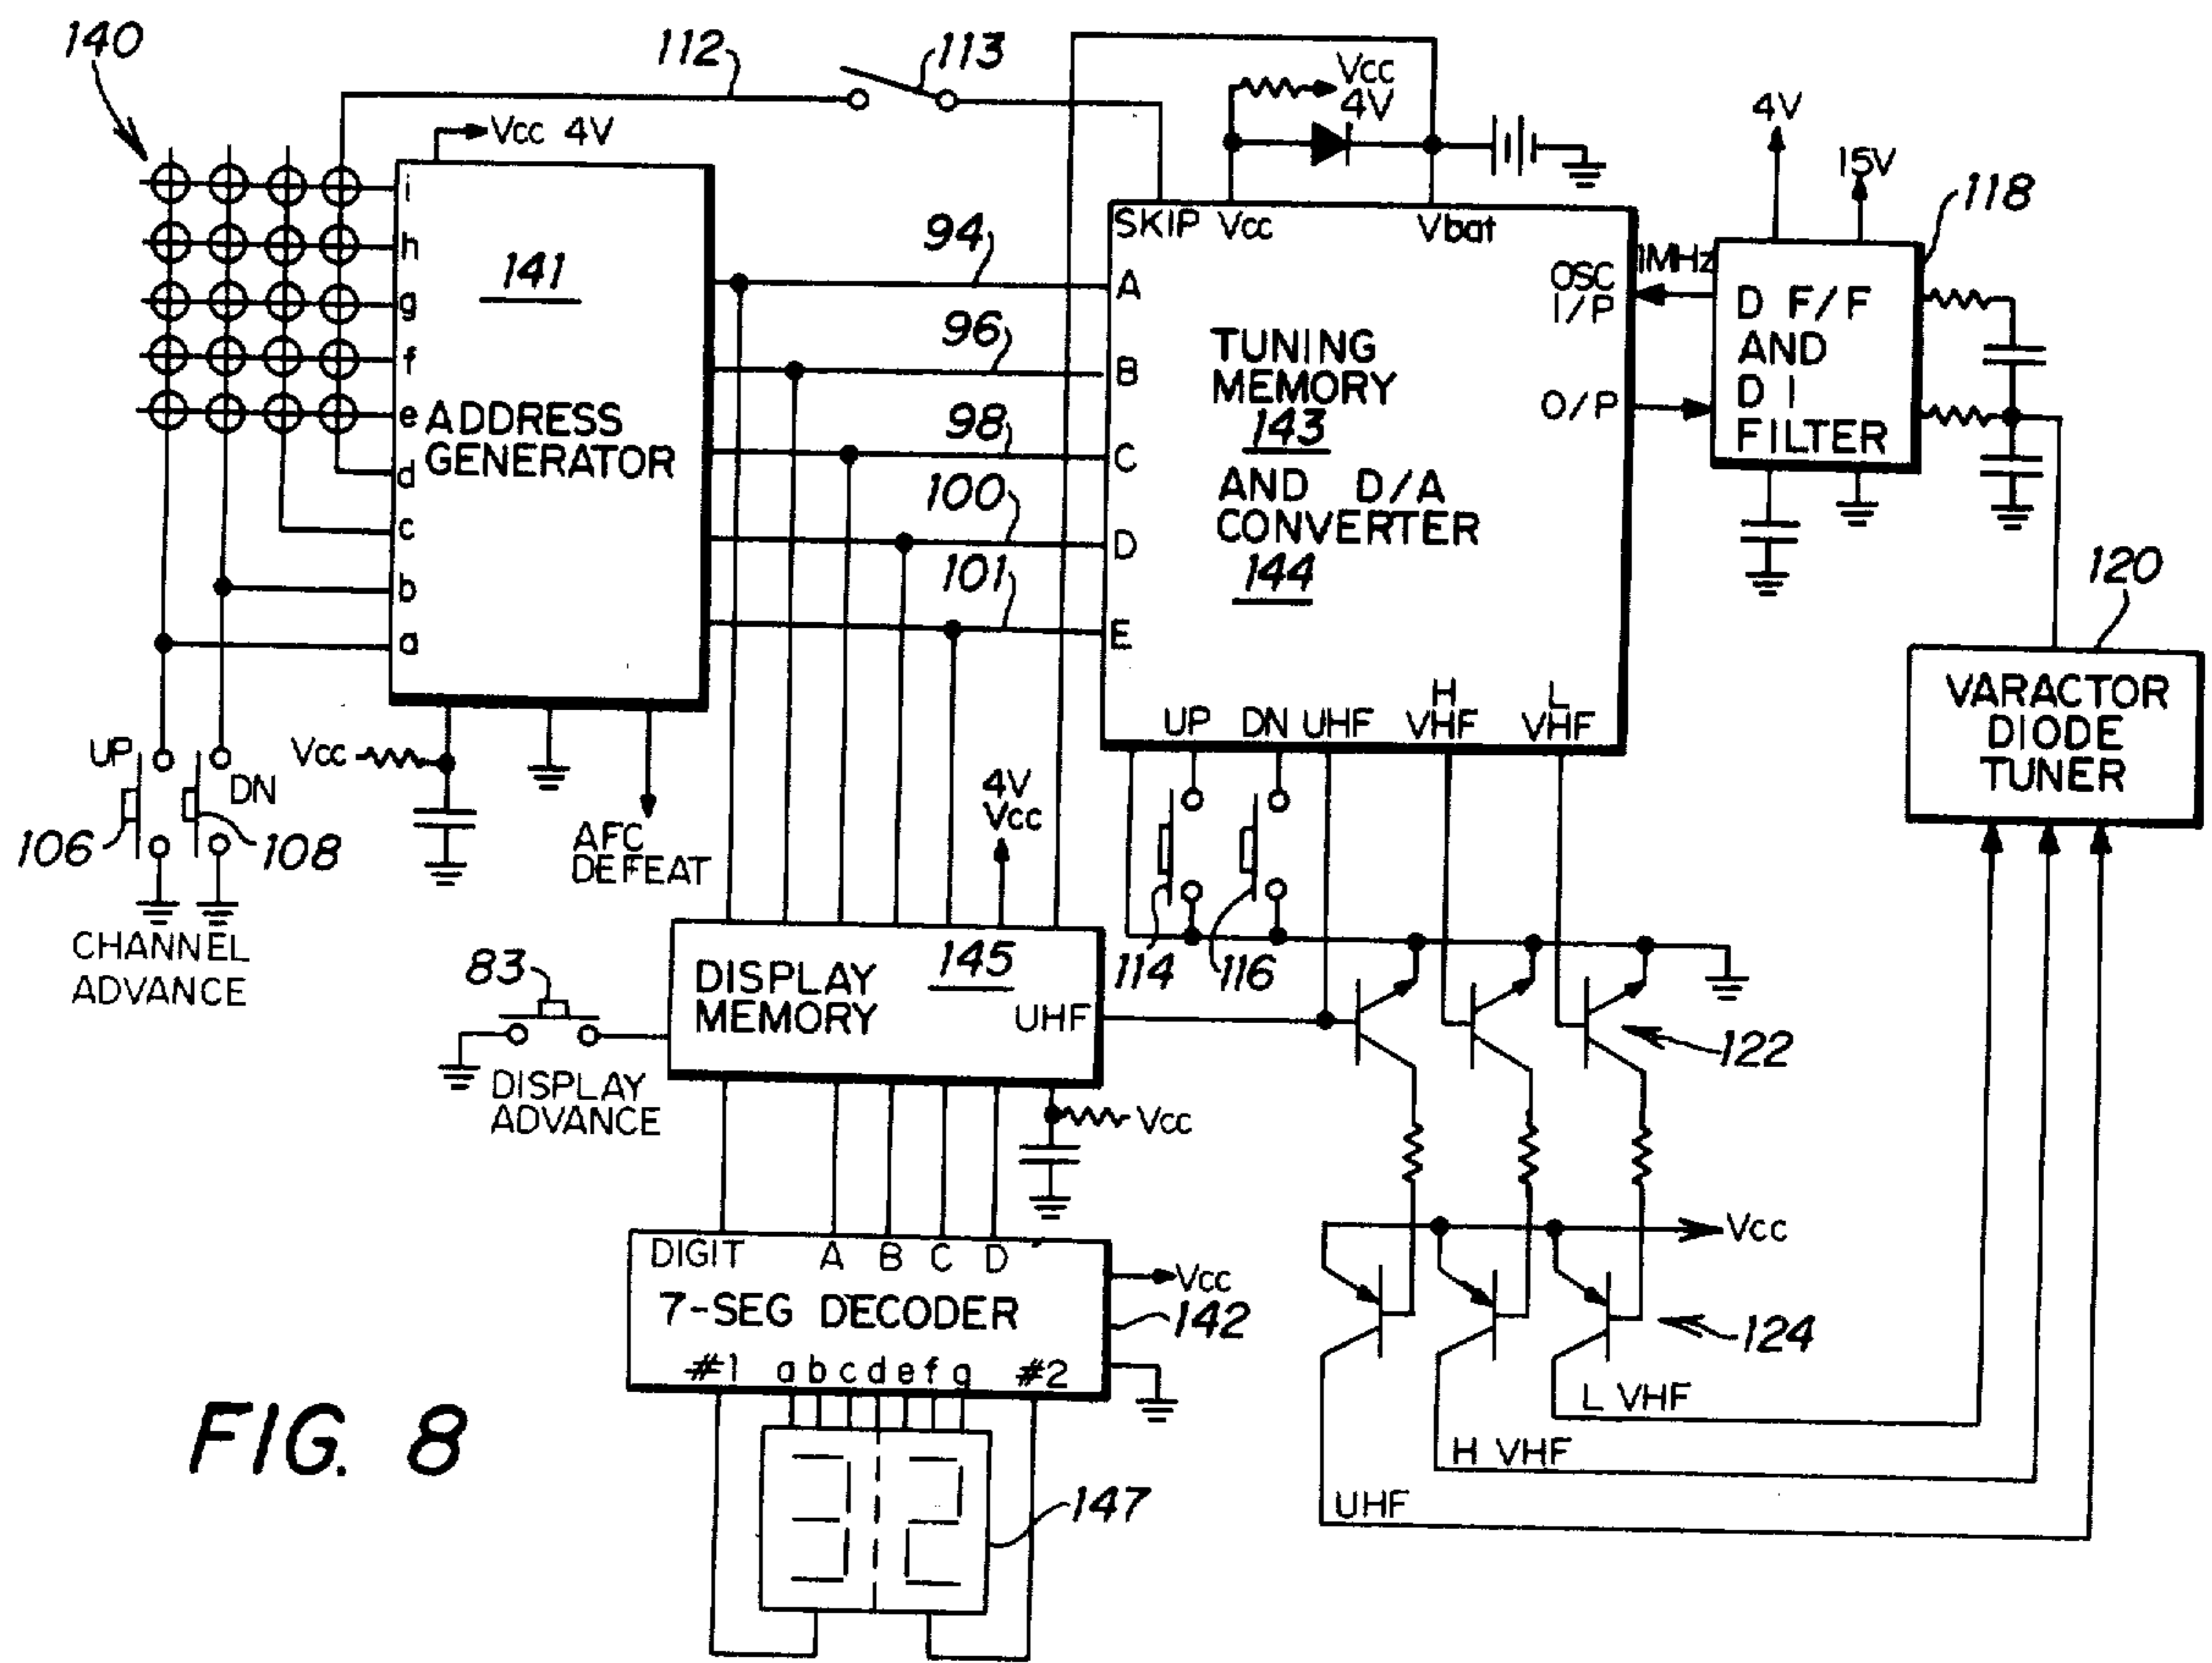 140
112
113
Vcc 4V
Vcc
4V
4V
15V
118
i
h
g
f
e
d
c
b
a
141
ADDRESS
GENERATOR
94
96
98
100
101
SKIP Vcc Vbat
A
B
C
D
E
OSC
I/P
1MHz
O/P
TUNING
MEMORY
143
AND D/A
CONVERTER
144
D F/F
AND
D I
FILTER
120
VARACTOR
DIODE
TUNER
UP DN UHF H VHF L VHF
UP
DN
106
108
CHANNEL
ADVANCE
Vcc
AFC
DEFEAT
4V
Vcc
114
116
83
DISPLAY
ADVANCE
DISPLAY
MEMORY
145
UHF
Vcc
122
DIGIT A B C D
7-SEG DECODER
#1 a b c d e f g #2
Vcc
142
Vcc
124
L VHF
H VHF
UHF
32
147
FIG. 8